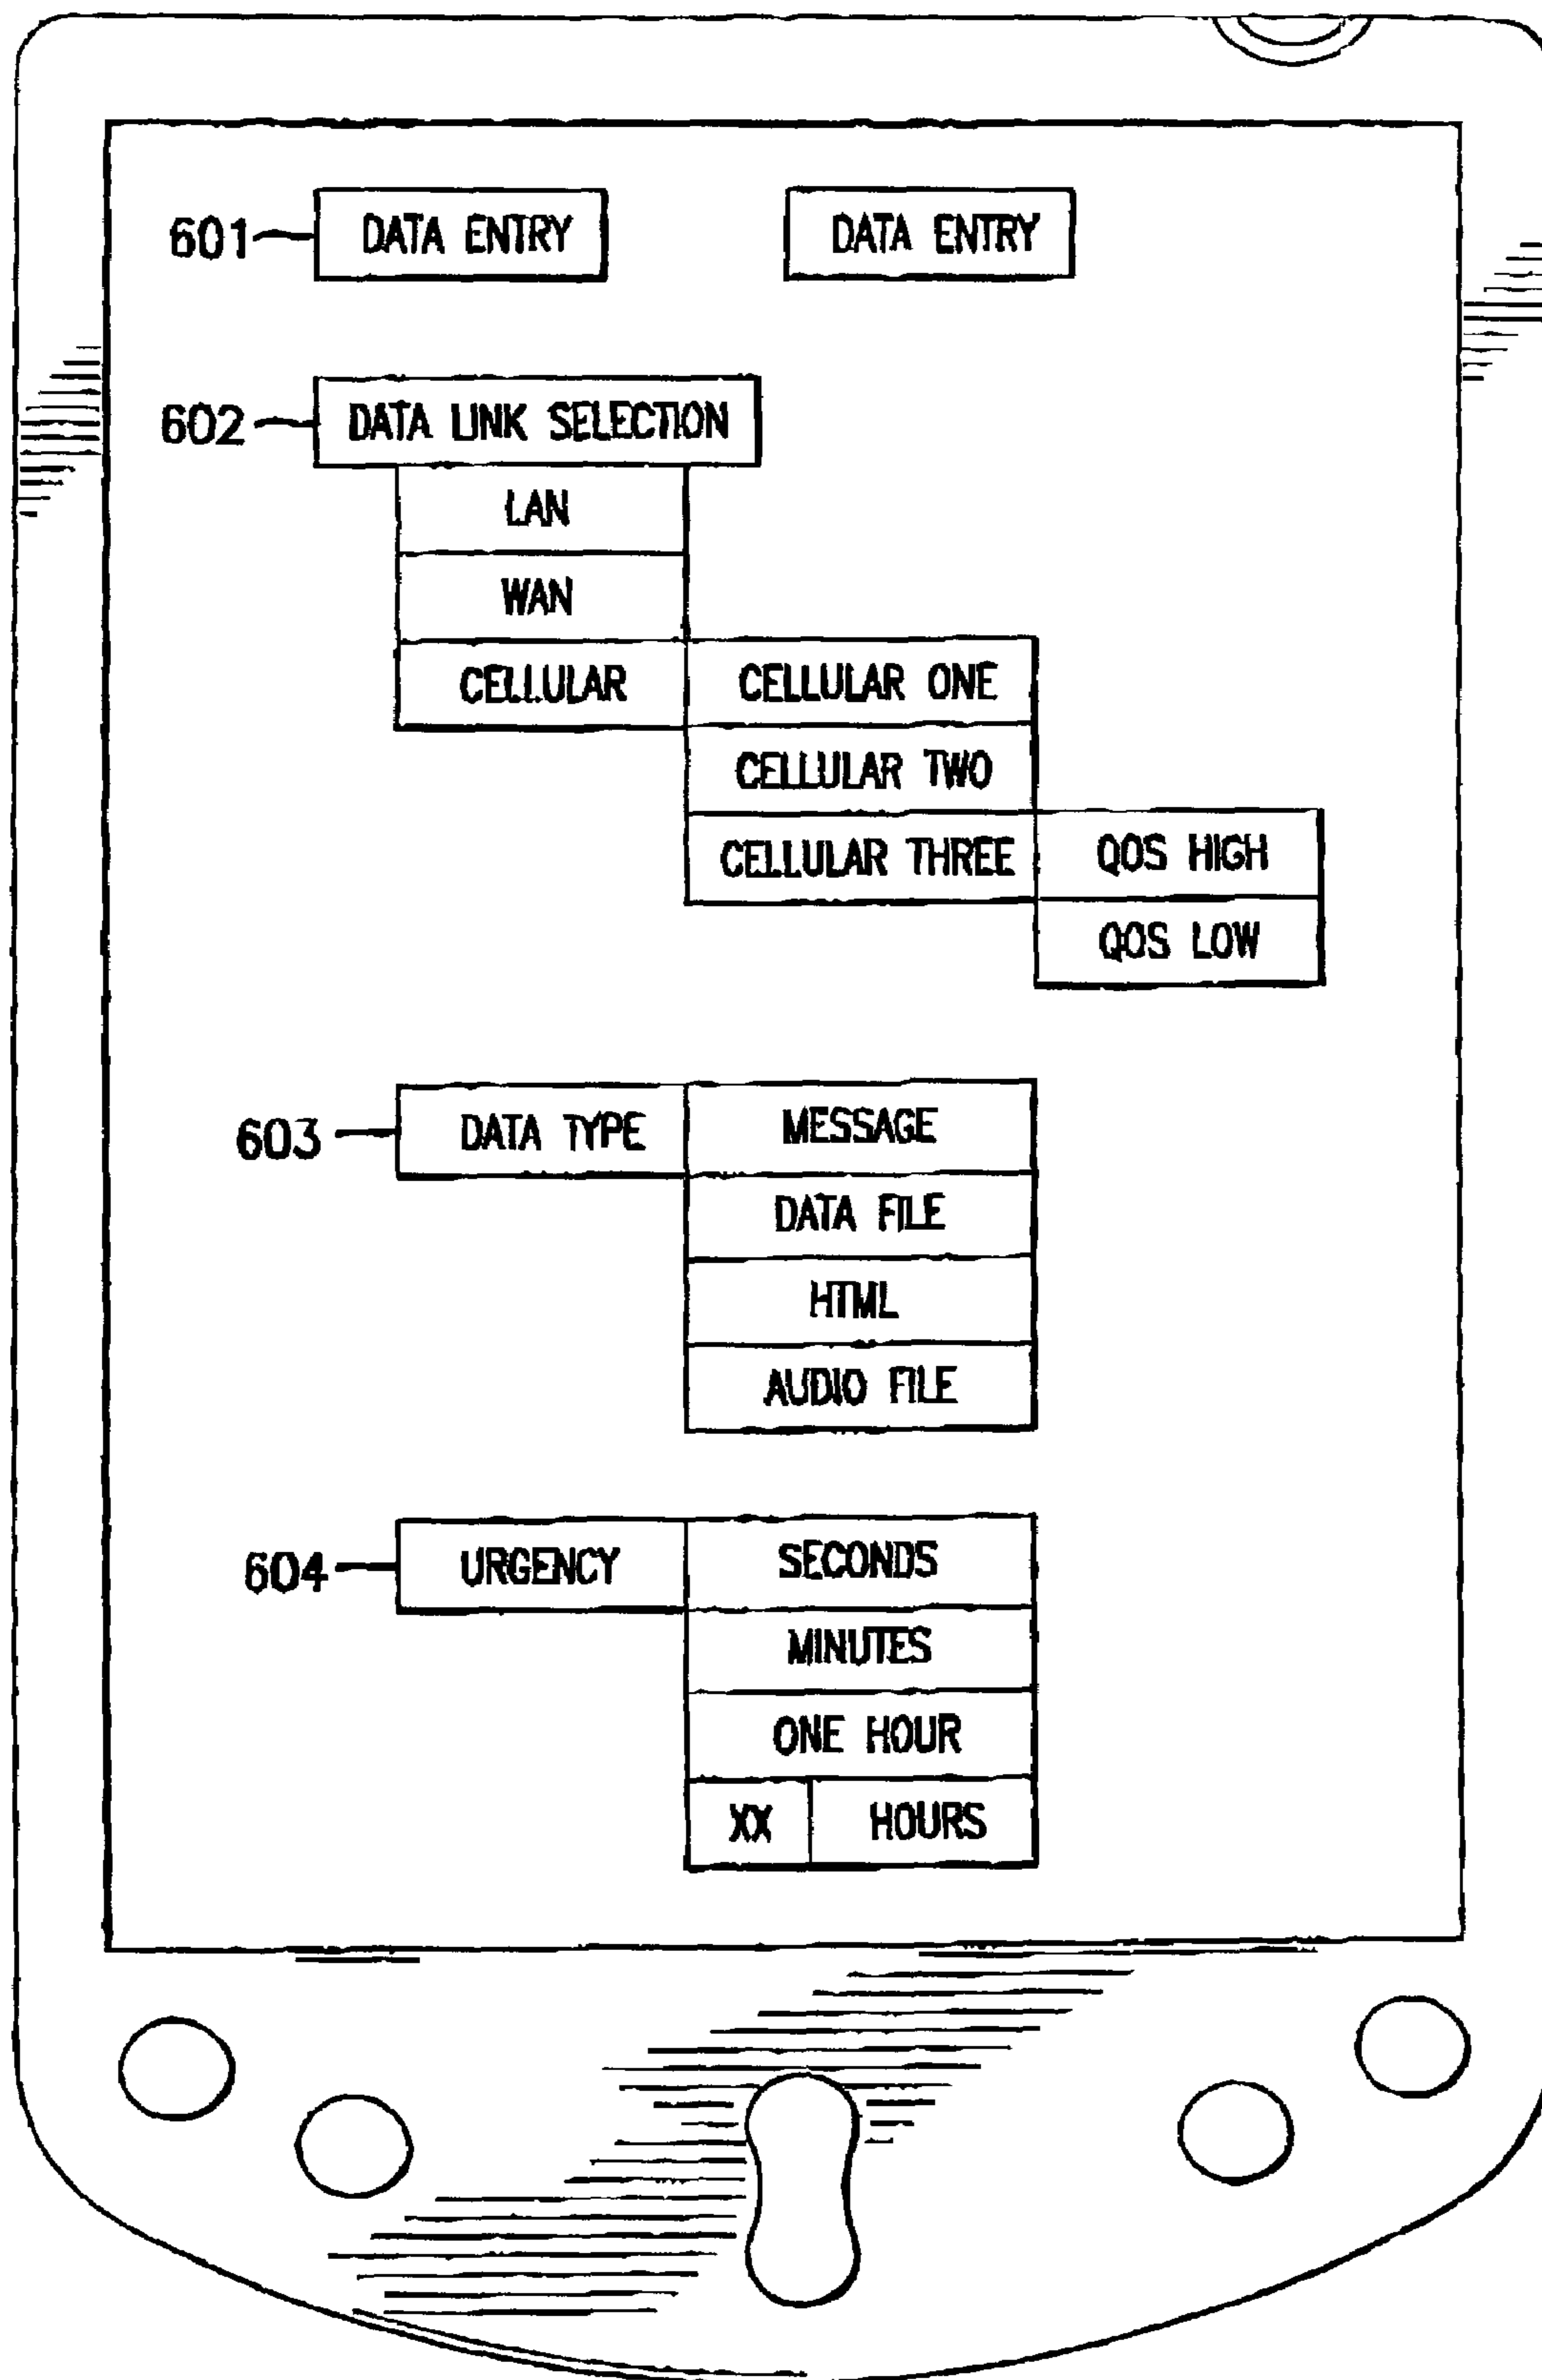 601 DATA ENTRY DATA ENTRY
602 DATA LINK SELECTION
LAN
WAN
CELLULAR CELLULAR ONE
CELLULAR TWO
CELLULAR THREE QOS HIGH
QOS LOW
603 DATA TYPE MESSAGE
DATA FILE
HTML
AUDIO FILE
604 URGENCY SECONDS
MINUTES
ONE HOUR
XX HOURS